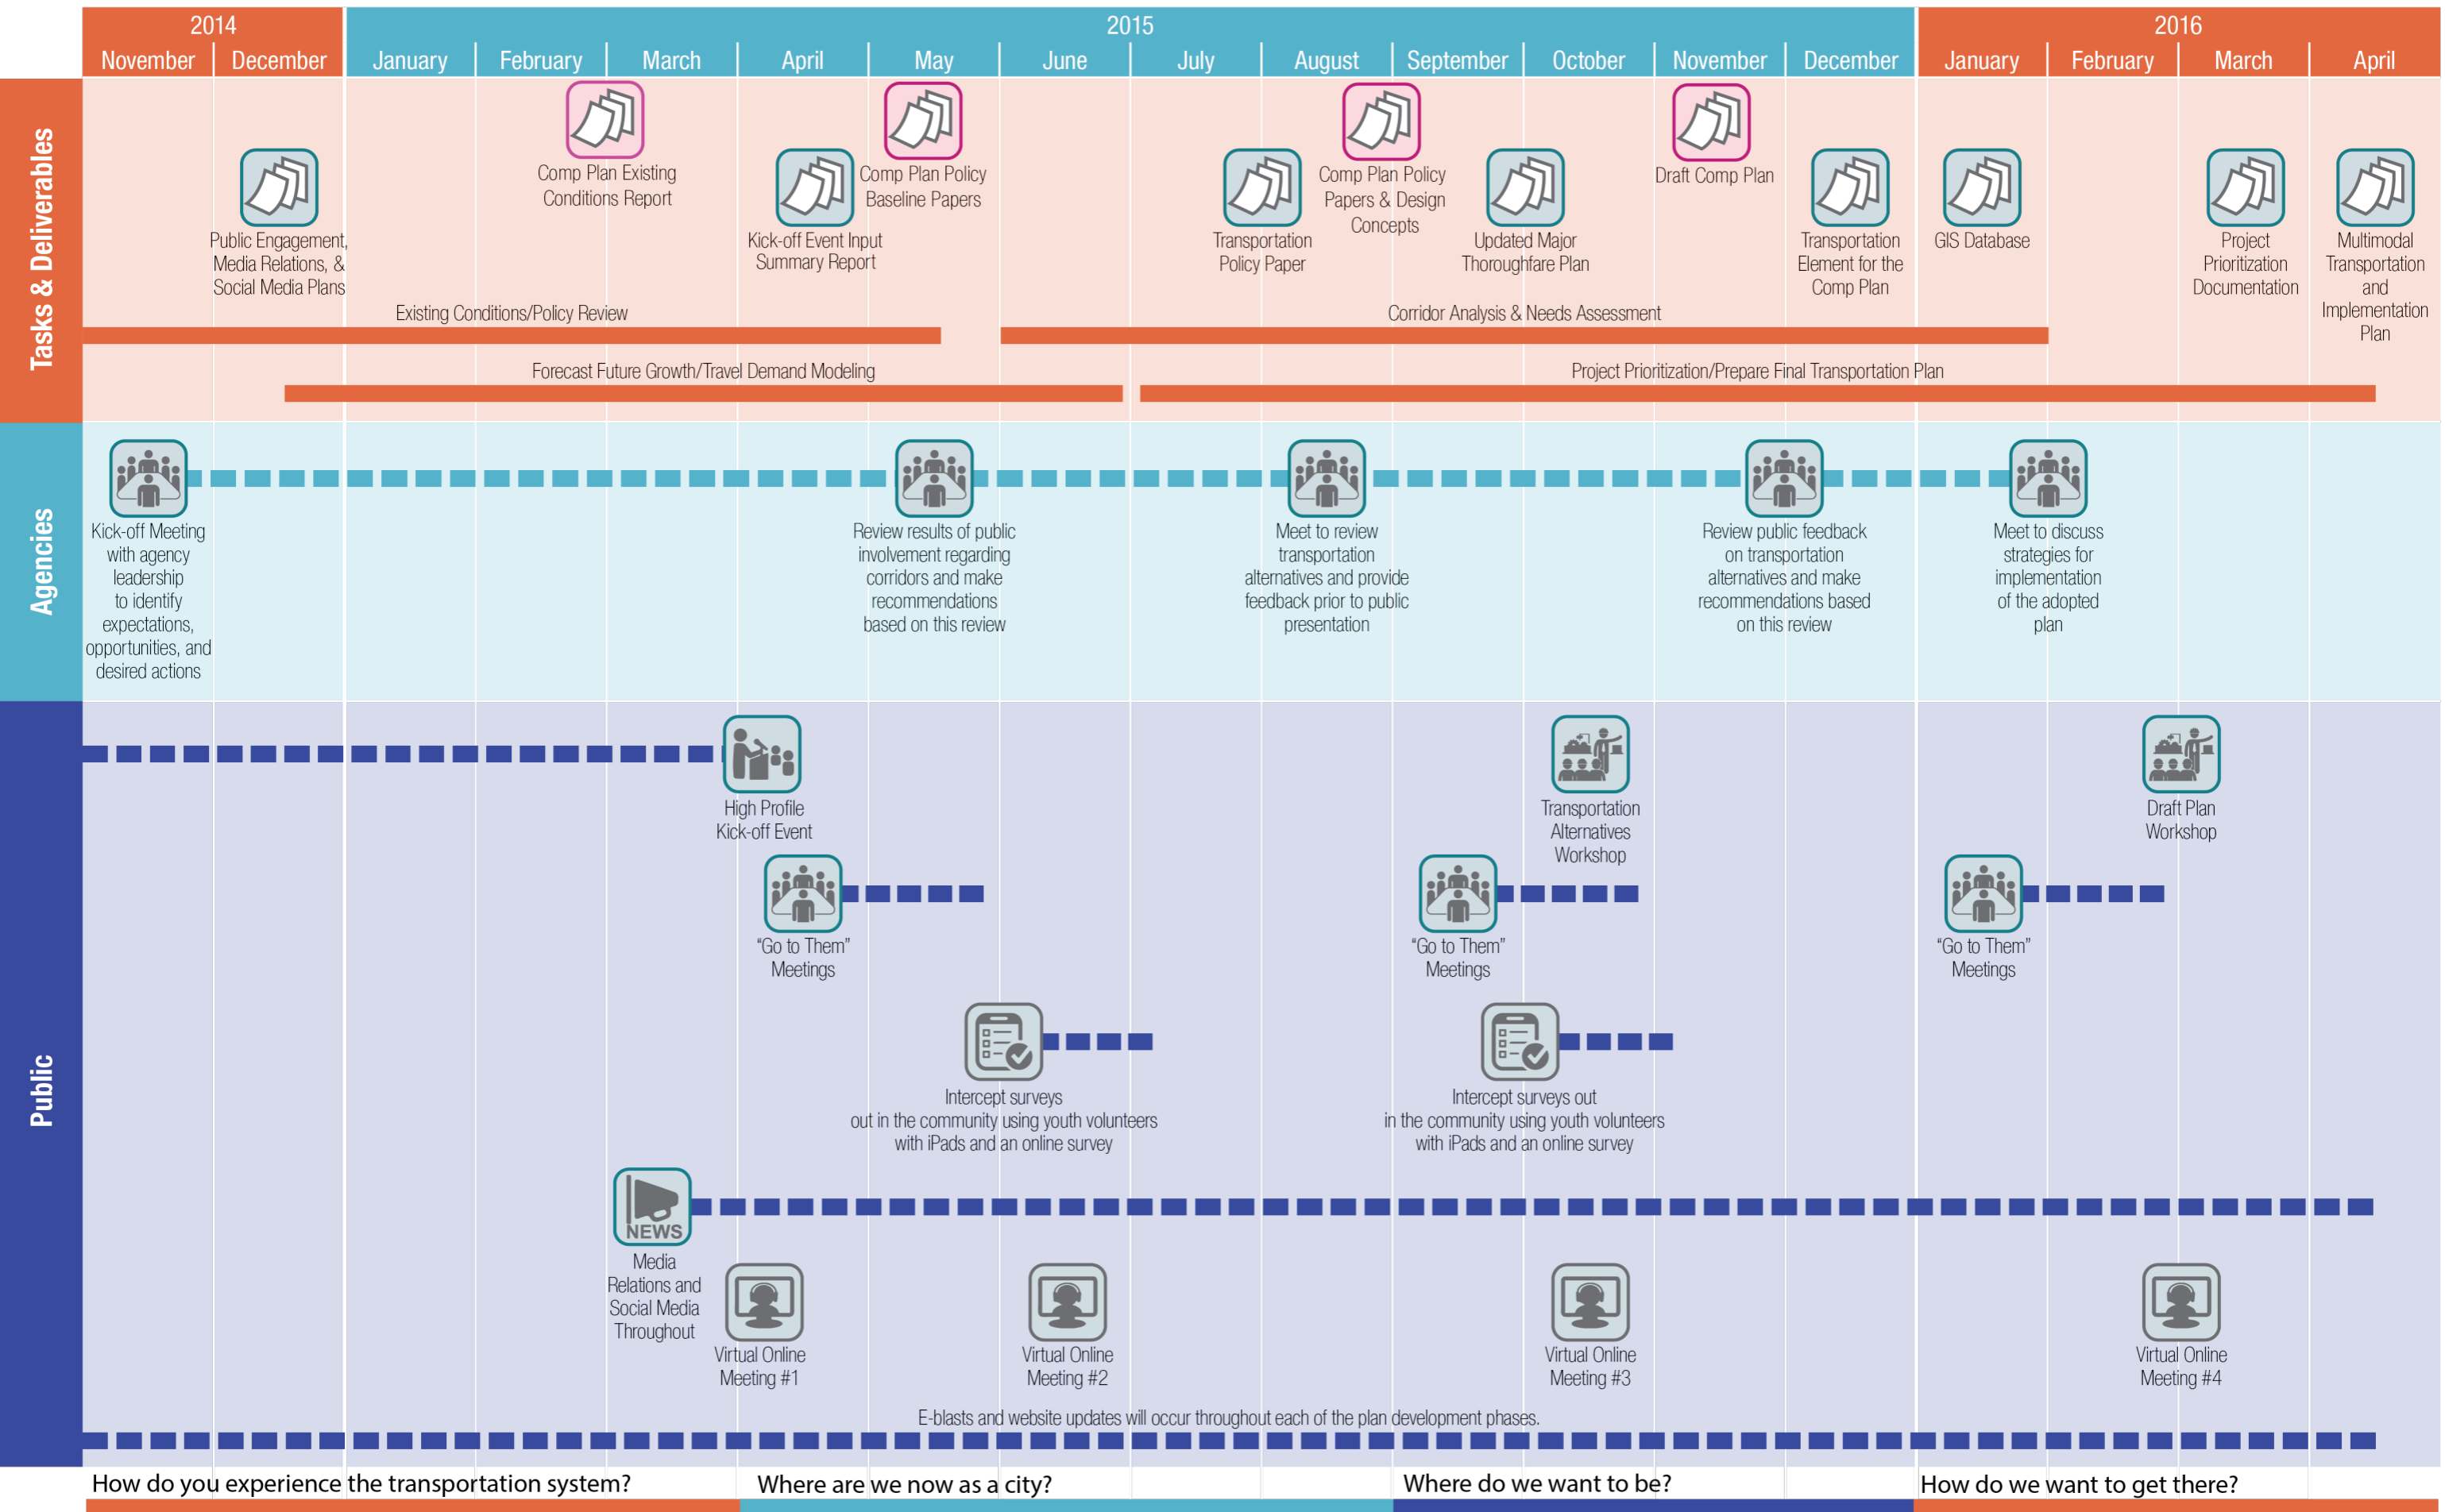 2014
2015
2016
November
December
January
February
March
April
May
June
July
August
September
October
November
December
January
February
March
April
Tasks & Deliverables
Public Engagement,
Media Relations, &
Social Media Plans
Comp Plan Existing
Conditions Report
Kick-off Event Input
Summary Report
Comp Plan Policy
Baseline Papers
Transportation
Policy Paper
Comp Plan Policy
Papers & Design
Concepts
Updated Major
Thoroughfare Plan
Draft Comp Plan
Transportation
Element for the
Comp Plan
GIS Database
Project
Prioritization
Documentation
Multimodal
Transportation
and
Implementation
Plan
Existing Conditions/Policy Review
Corridor Analysis & Needs Assessment
Forecast Future Growth/Travel Demand Modeling
Project Prioritization/Prepare Final Transportation Plan
Agencies
Kick-off Meeting
with agency
leadership
to identify
expectations,
opportunities, and
desired actions
Review results of public
involvement regarding
corridors and make
recommendations
based on this review
Meet to review
transportation
alternatives and provide
feedback prior to public
presentation
Review public feedback
on transportation
alternatives and make
recommendations based
on this review
Meet to discuss
strategies for
implementation
of the adopted
plan
Public
High Profile
Kick-off Event
Transportation
Alternatives
Workshop
Draft Plan
Workshop
“Go to Them”
Meetings
“Go to Them”
Meetings
“Go to Them”
Meetings
Intercept surveys
out in the community using youth volunteers
with iPads and an online survey
Intercept surveys out
in the community using youth volunteers
with iPads and an online survey
NEWS
Media
Relations and
Social Media
Throughout
Virtual Online
Meeting #1
Virtual Online
Meeting #2
Virtual Online
Meeting #3
Virtual Online
Meeting #4
E-blasts and website updates will occur throughout each of the plan development phases.
How do you experience the transportation system?
Where are we now as a city?
Where do we want to be?
How do we want to get there?